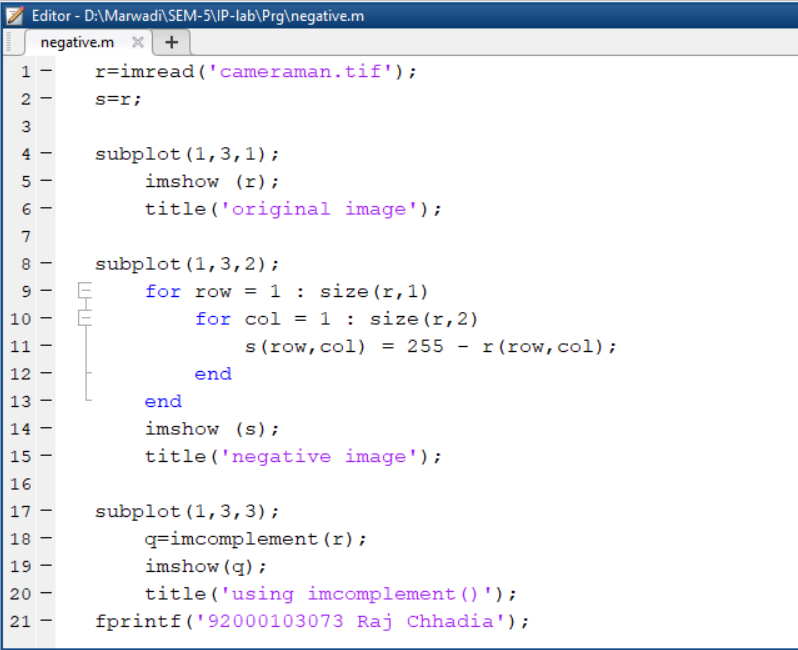 Editor - D:\Marwadi\SEM-5\IP-lab\Prg\negative.m
negative.m × +
1 – r=imread('cameraman.tif');
2 – s=r;
3
4 – subplot(1,3,1);
5 – imshow (r);
6 – title('original image');
7
8 – subplot(1,3,2);
9 – for row = 1 : size(r,1)
10 – for col = 1 : size(r,2)
11 – s(row,col) = 255 - r(row,col);
12 – end
13 – end
14 – imshow (s);
15 – title('negative image');
16
17 – subplot(1,3,3);
18 – q=imcomplement(r);
19 – imshow(q);
20 – title('using imcomplement()');
21 – fprintf('92000103073 Raj Chhadia');